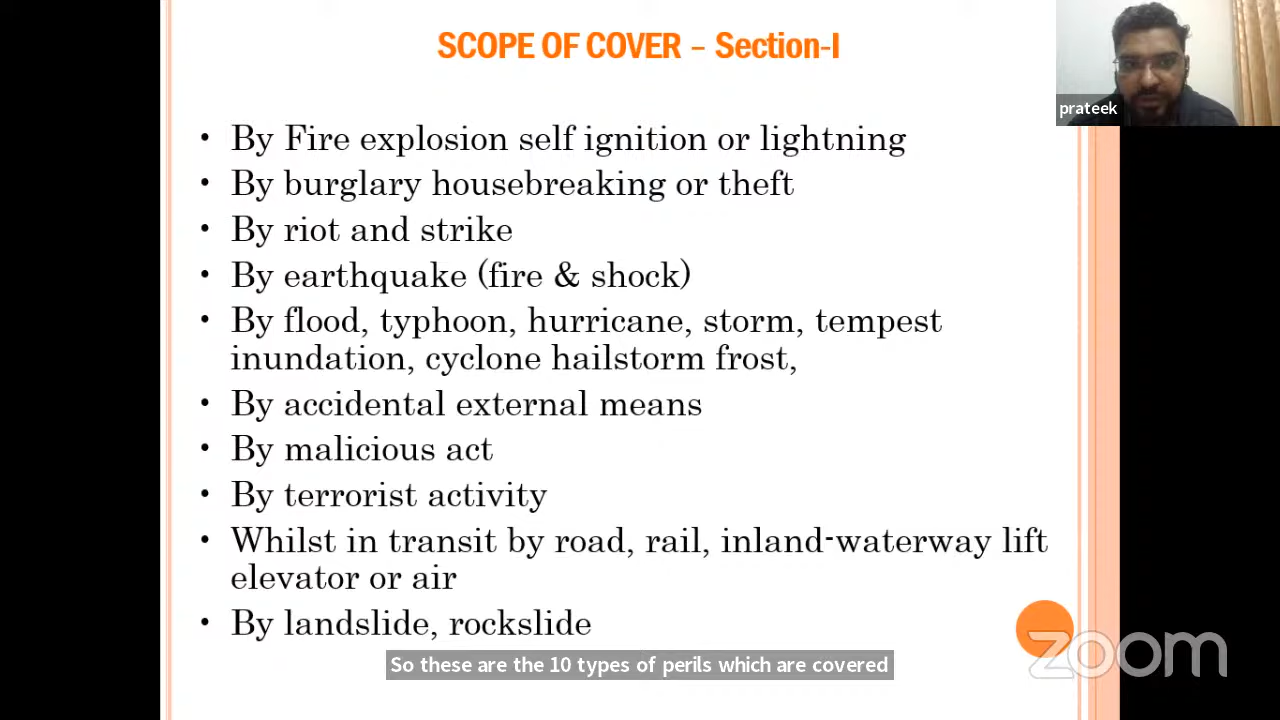 SCOPE OF COVER – Section-I
prateek
• By Fire explosion self ignition or lightning
• By burglary housebreaking or theft
• By riot and strike
• By earthquake (fire & shock)
• By flood, typhoon, hurricane, storm, tempest
inundation, cyclone hailstorm frost,
• By accidental external means
• By malicious act
• By terrorist activity
• Whilst in transit by road, rail, inland-waterway lift
elevator or air
• By landslide, rockslide
zoom
So these are the 10 types of perils which are covered